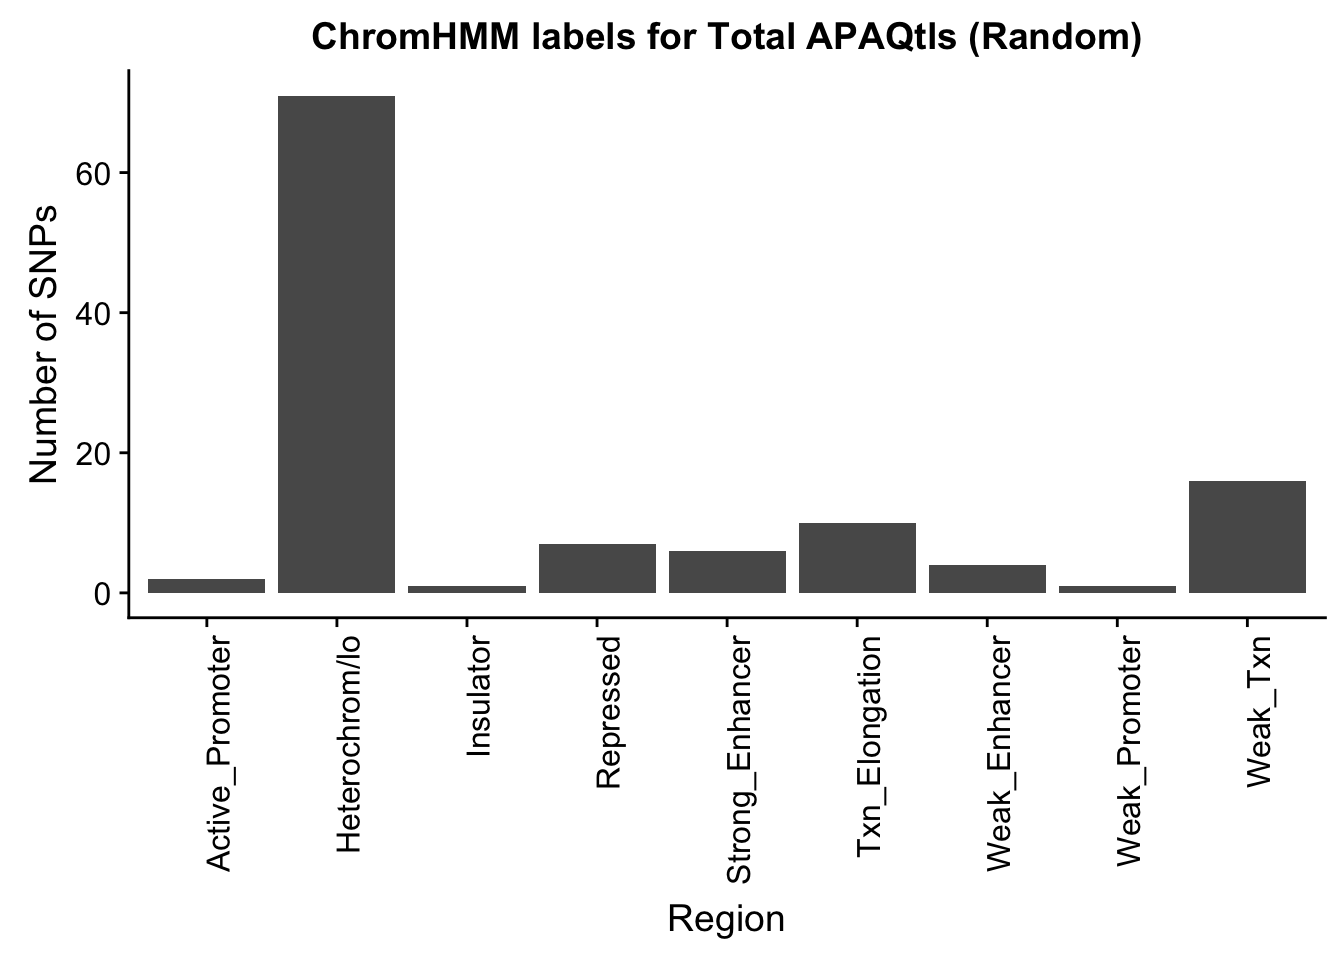 ChromHMM labels for Total APAQtls (Random)
Number of SNPs
60
40
20
0
Active_Promoter
Heterochrom/lo
Insulator
Repressed
Strong_Enhancer
Txn_Elongation
Weak_Enhancer
Weak_Promoter
Weak_Txn
Region